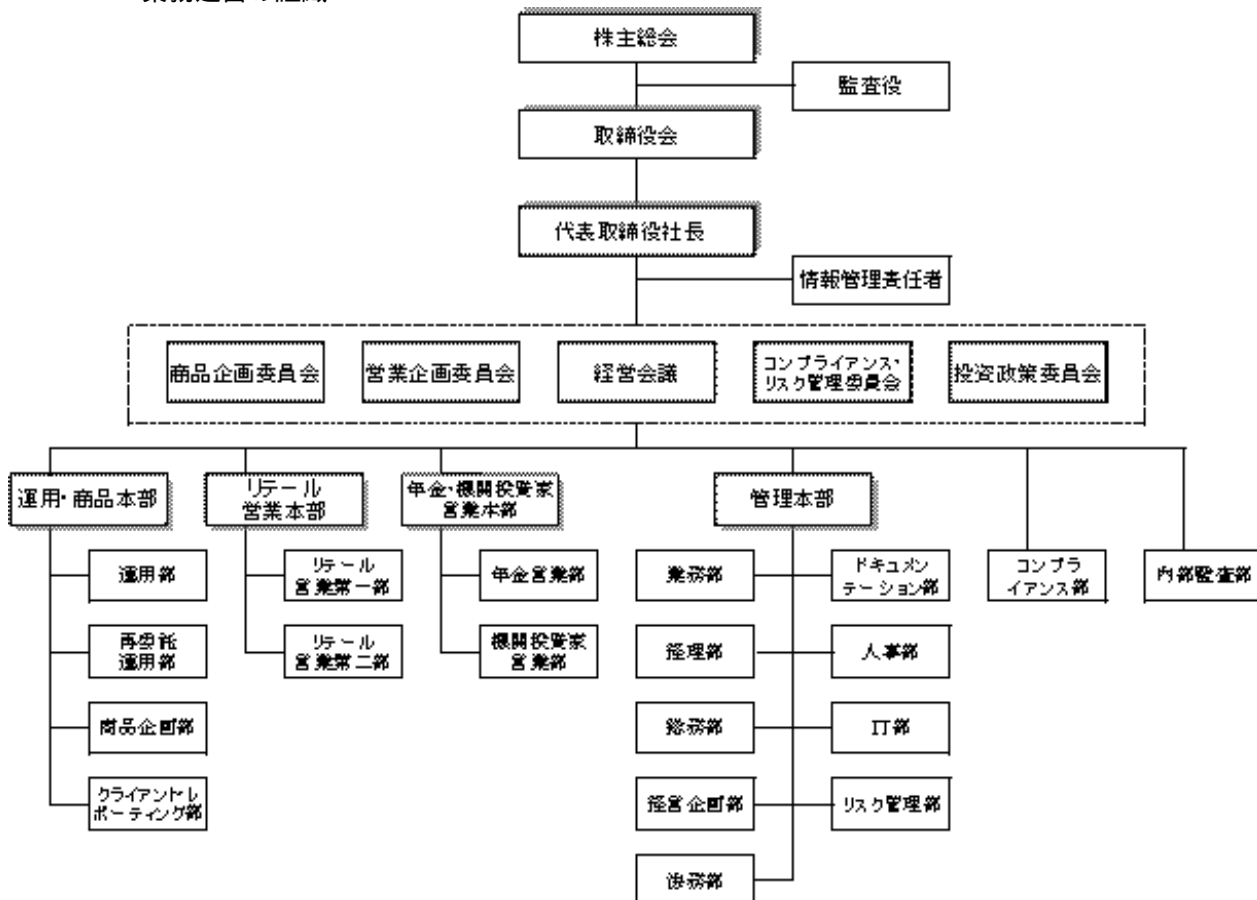 業務運営の組織
株主総会
監査役
取締役会
代表取締役社長
情報管理責任者
商品企画委員会
営業企画委員会
経営会議
コンプライアンス・
リスク管理委員会
投資政策委員会
運用・商品本部
リテール
営業本部
年金・機関投資家
営業本部
管理本部
運用部
リテール
営業第一部
年金営業部
業務部
ドキュメン
テーション部
コンプラ
イアンス部
内部監査部
再委託
運用部
リテール
営業第二部
機関投資家
営業部
経理部
人事部
商品企画部
総務部
IT部
クライアント・レ
ポーティング部
経営企画部
リスク管理部